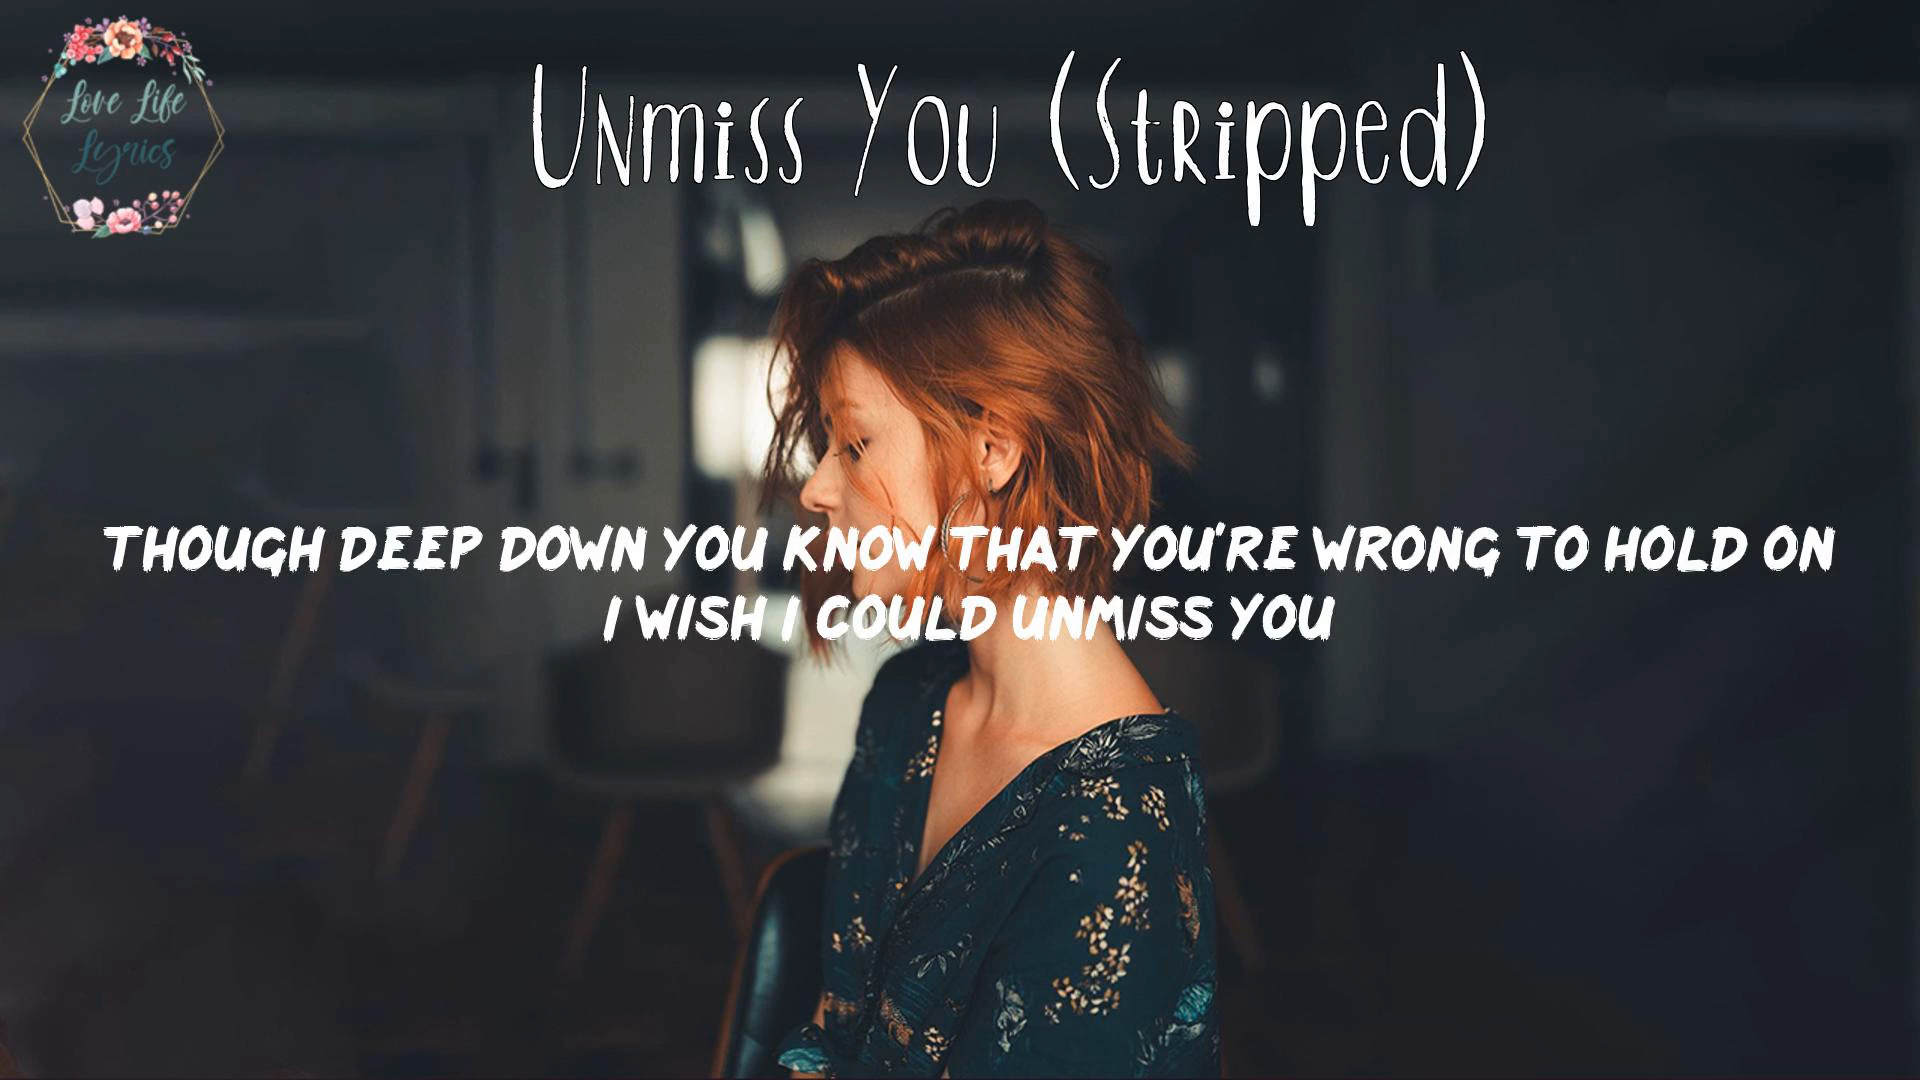 Love Life
Lyrics
Unmiss You (Stripped)
THOUGH DEEP DOWN YOU KNOW THAT YOU'RE WRONG TO HOLD ON
I WISH I COULD UNMISS YOU